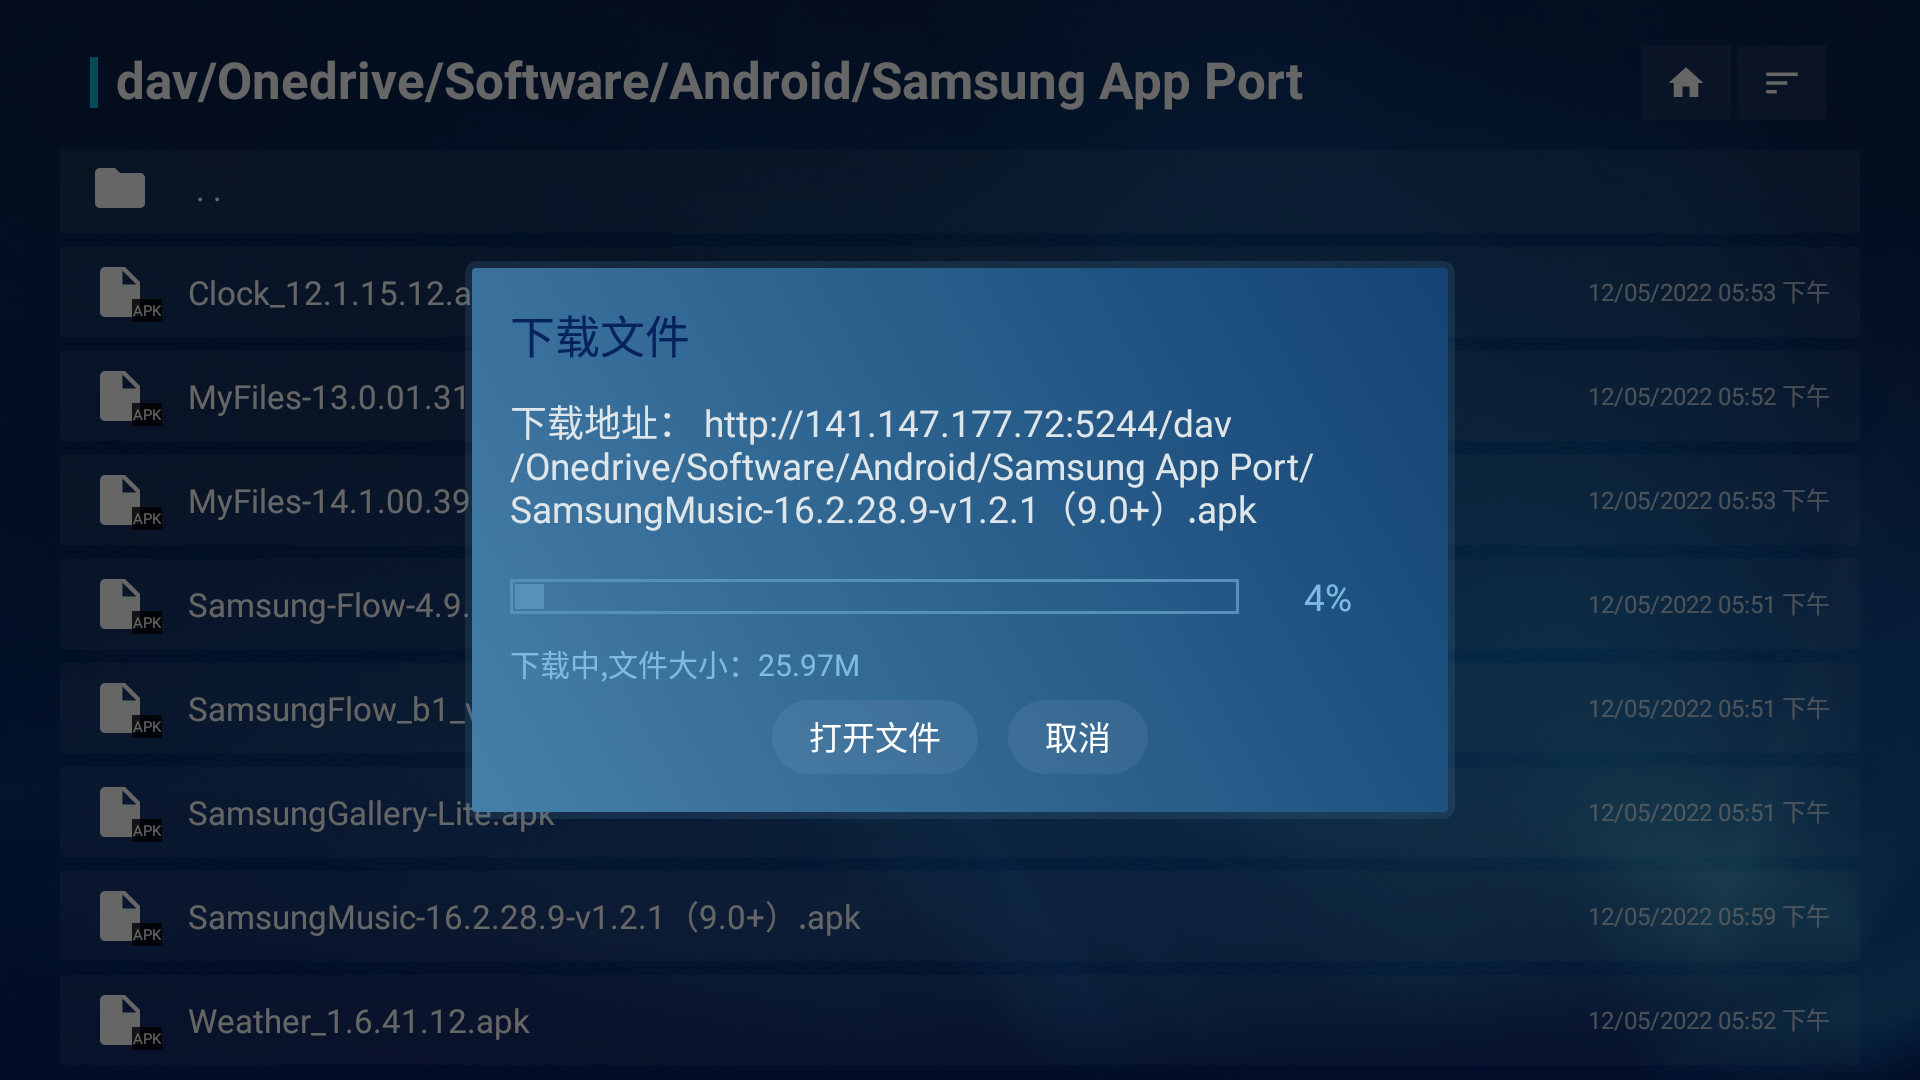 dav/Onedrive/Software/Android/Samsung App Port
. .
Clock_12.1.15.12.a
12/05/2022 05:53 下午
MyFiles-13.0.01.31
12/05/2022 05:52 下午
MyFiles-14.1.00.39
12/05/2022 05:53 下午
Samsung-Flow-4.9.
12/05/2022 05:51 下午
SamsungFlow_b1_v
12/05/2022 05:51 下午
SamsungGallery-Lite.apk
12/05/2022 05:51 下午
SamsungMusic-16.2.28.9-v1.2.1（9.0+）.apk
12/05/2022 05:59 下午
Weather_1.6.41.12.apk
12/05/2022 05:52 下午
APK
APK
APK
APK
APK
APK
APK
APK
下载文件
下载地址： http://141.147.177.72:5244/dav
/Onedrive/Software/Android/Samsung App Port/
SamsungMusic-16.2.28.9-v1.2.1（9.0+）.apk
4%
下载中,文件大小：25.97M
打开文件
取消